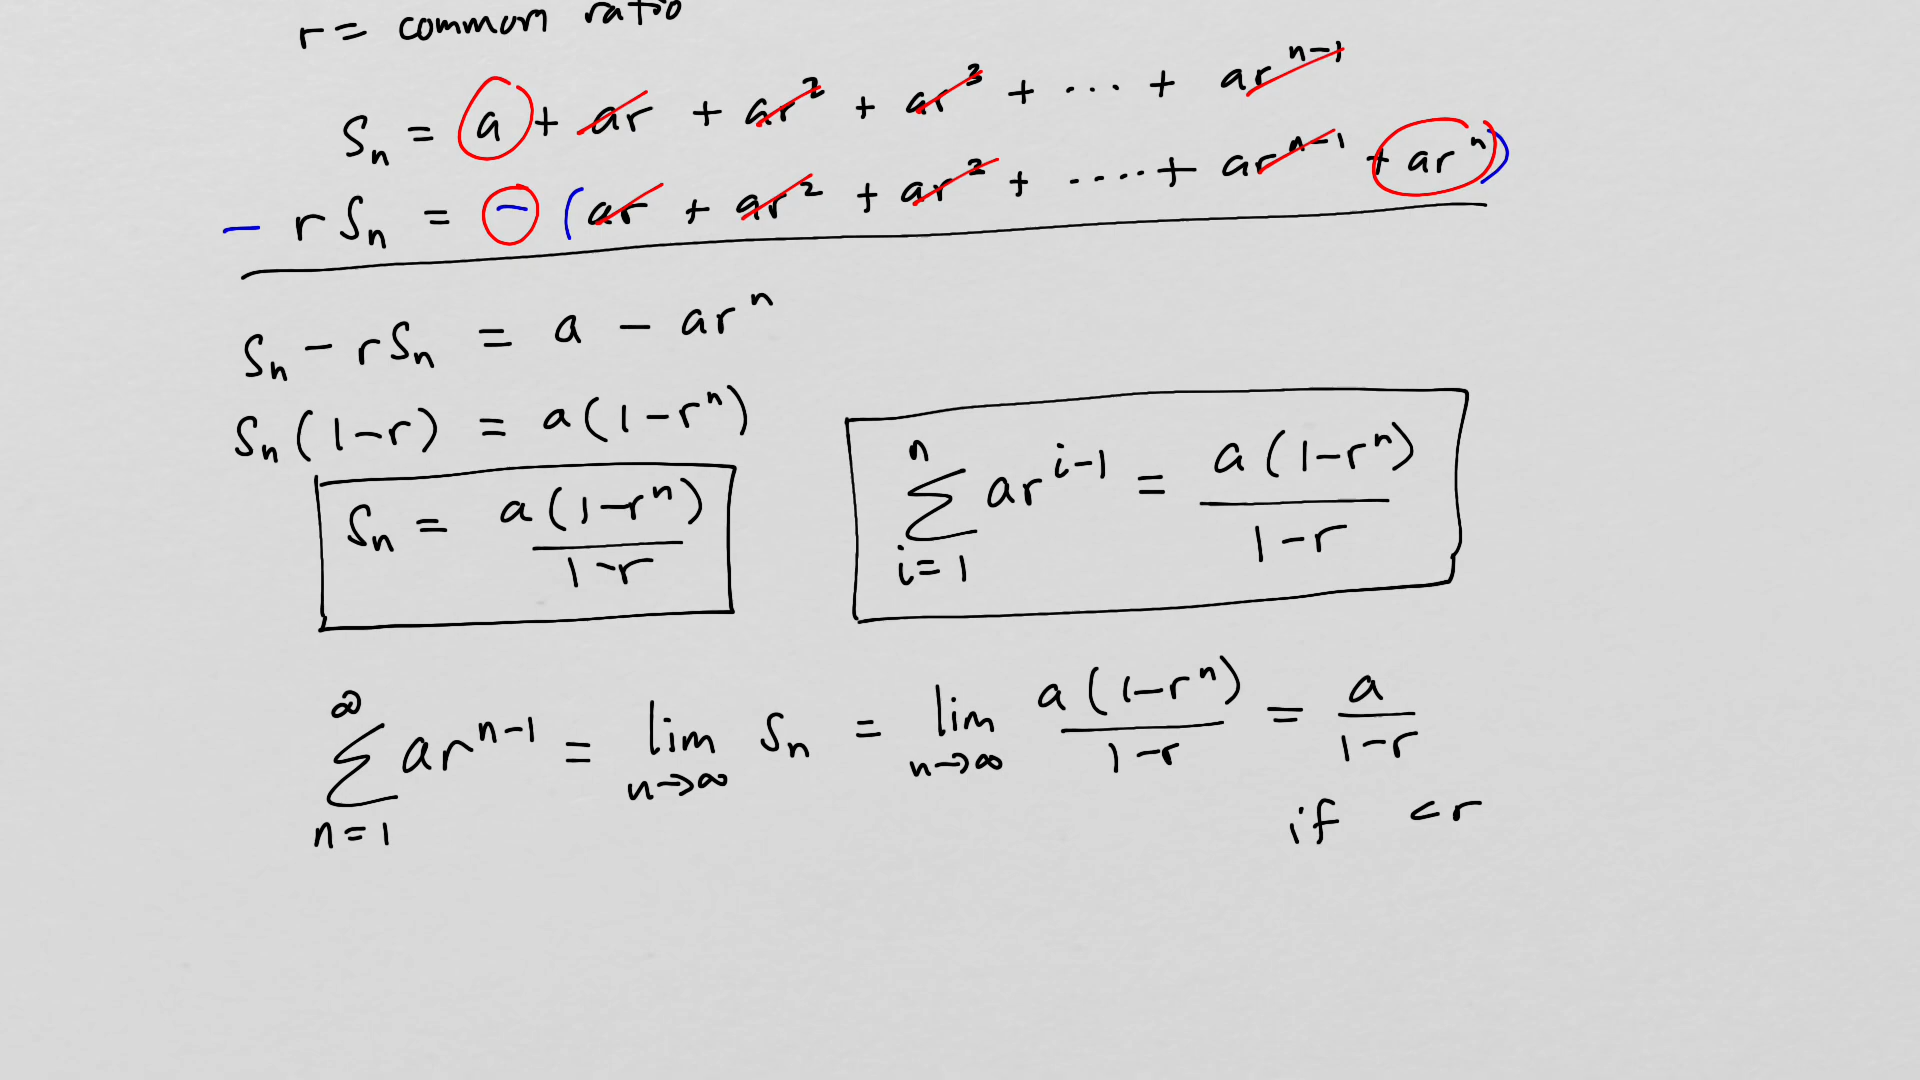 r = common ratio
Sₙ = a + ar + ar² + ar³ + ... + arⁿ⁻¹
- r Sₙ = - (ar + ar² + ar² + .... + arⁿ⁻¹ + arⁿ)
Sₙ - rSₙ = a - arⁿ
Sₙ(1-r) = a(1-rⁿ)
Sₙ = a(1-rⁿ) / 1-r
n ∑ i=1 arⁱ⁻¹ = a(1-rⁿ) / 1-r
∞ ∑ n=1 arⁿ⁻¹ = lim n→∞ Sₙ = lim n→∞ a(1-rⁿ) / 1-r = a / 1-r
if <r